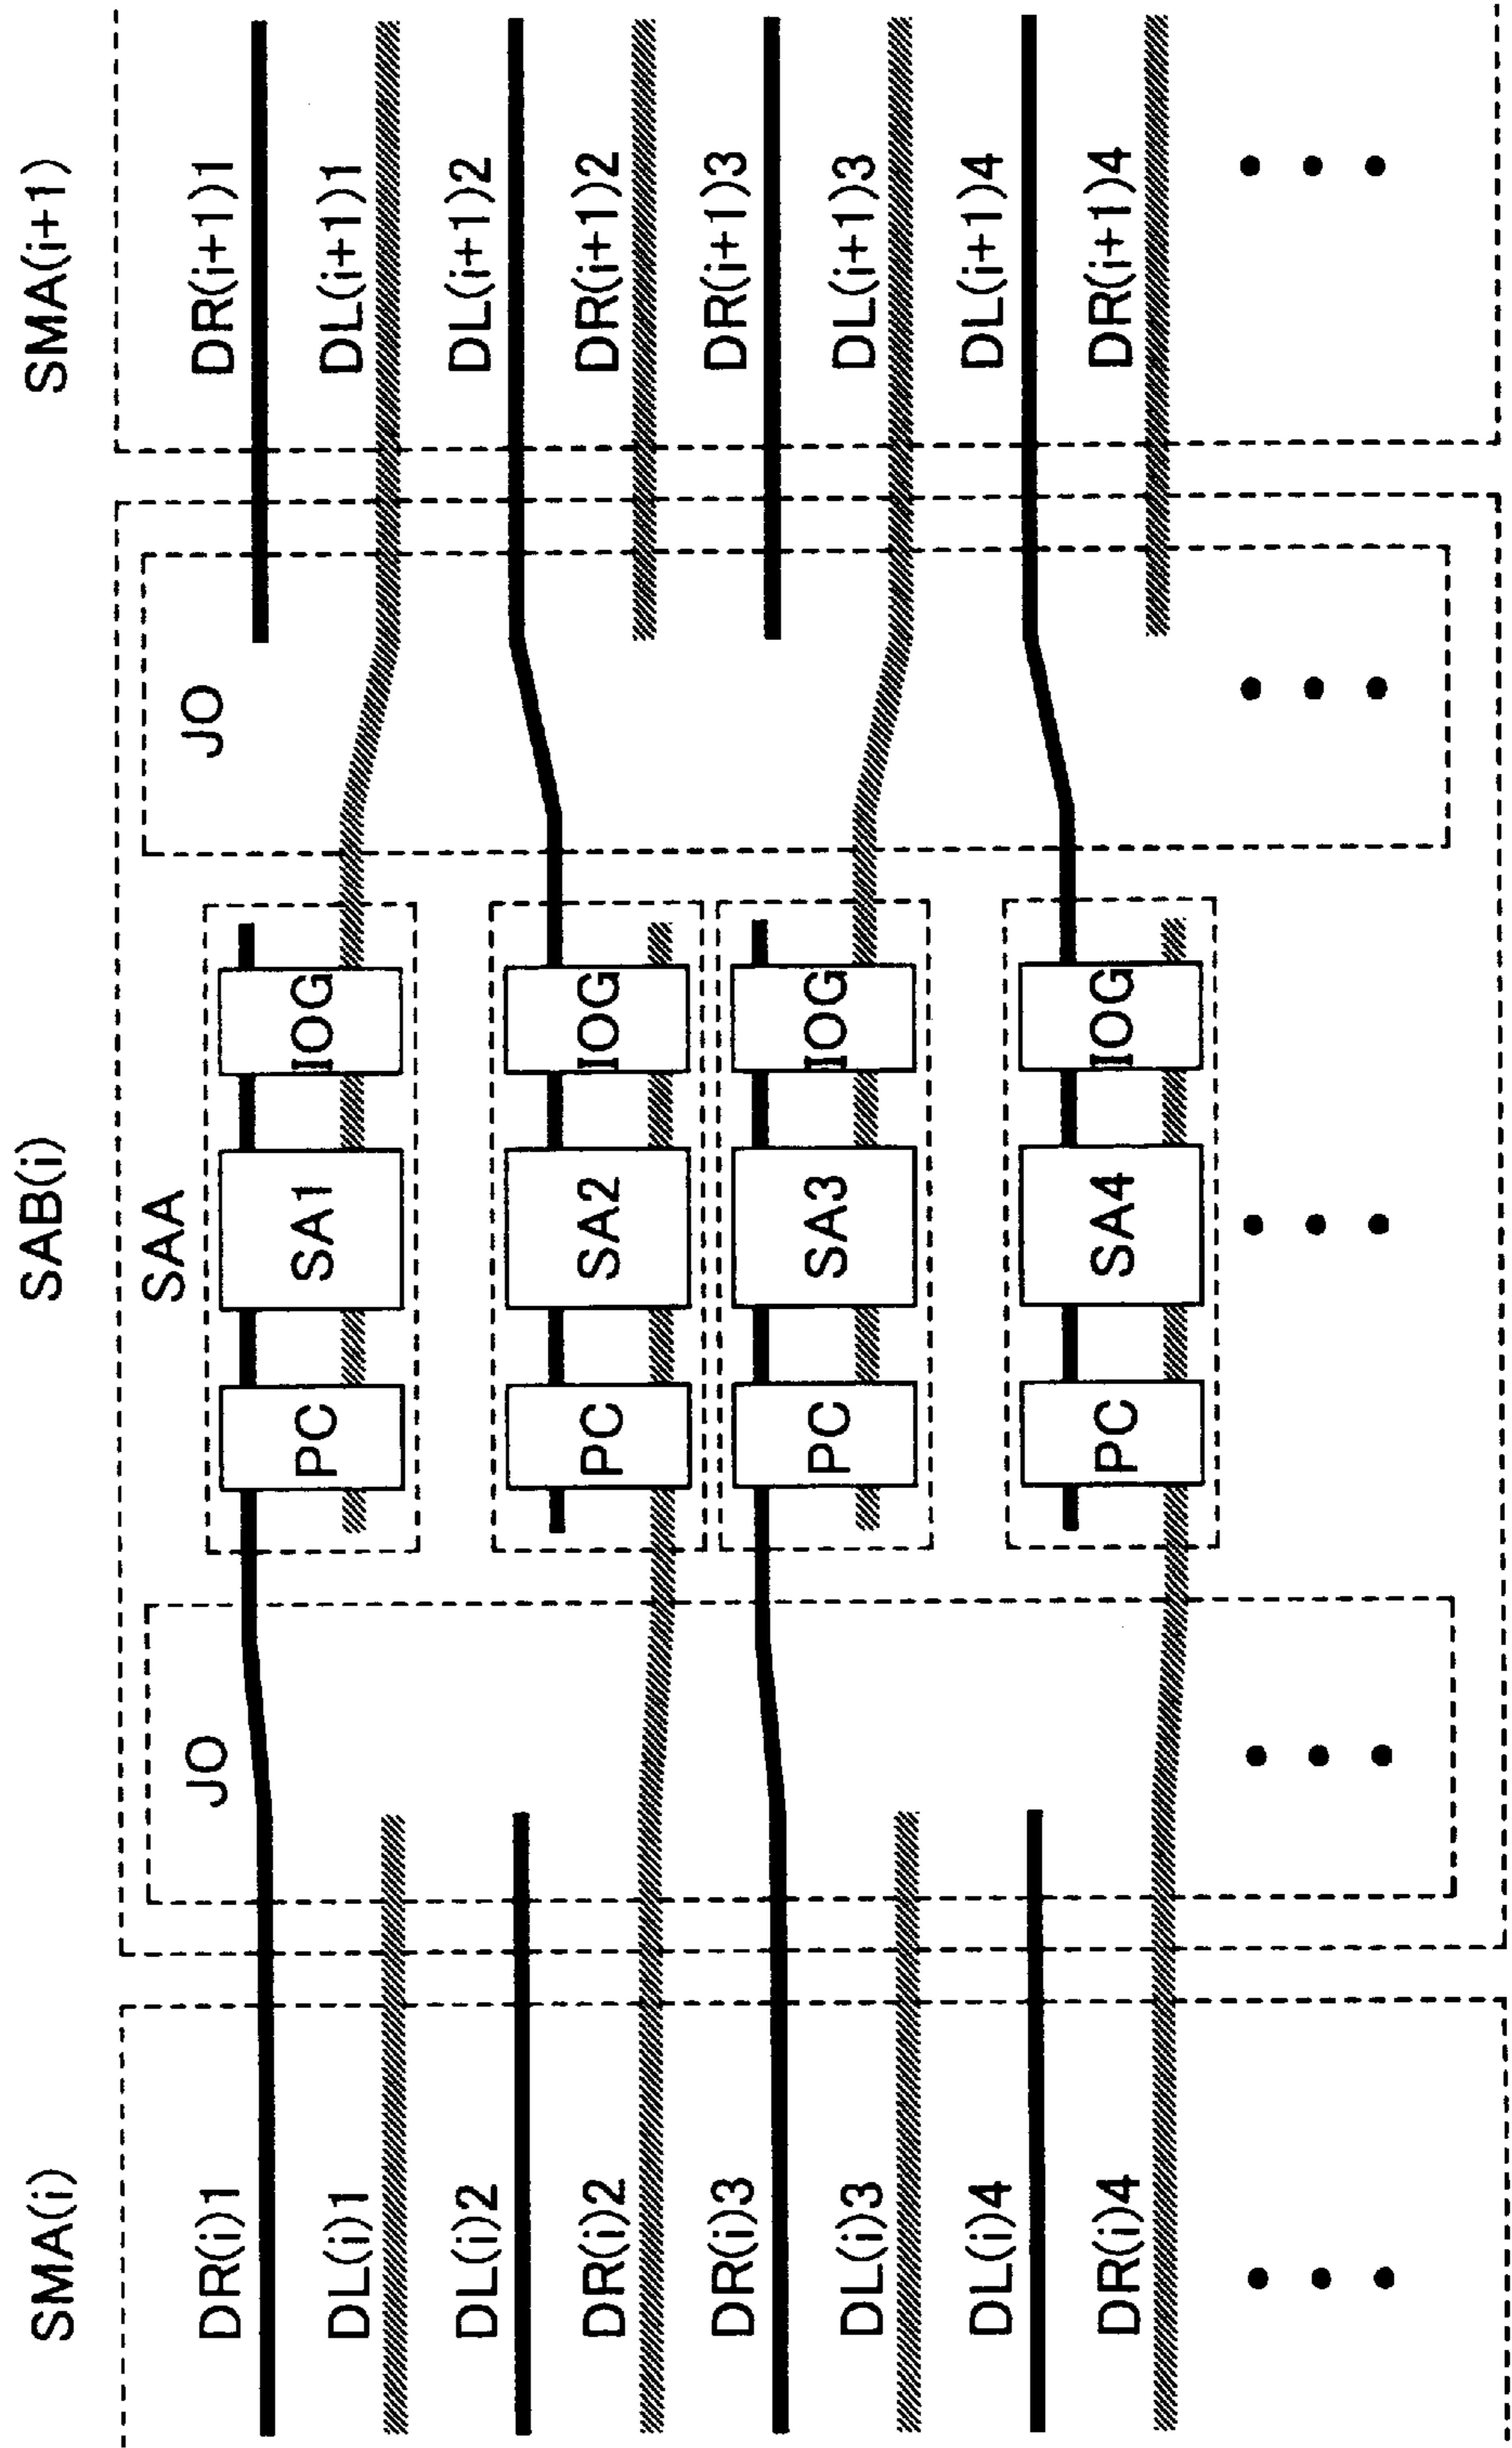 SMA(i)
SAB(i)
SMA(i+1)
SAA
JO
JO
DR(i)1
DL(i)1
DL(i)2
DR(i)2
DR(i)3
DL(i)3
DL(i)4
DR(i)4
PC
SA1
IOG
PC
SA2
IOG
PC
SA3
IOG
PC
SA4
IOG
DR(i+1)1
DL(i+1)1
DL(i+1)2
DR(i+1)2
DR(i+1)3
DL(i+1)3
DL(i+1)4
DR(i+1)4